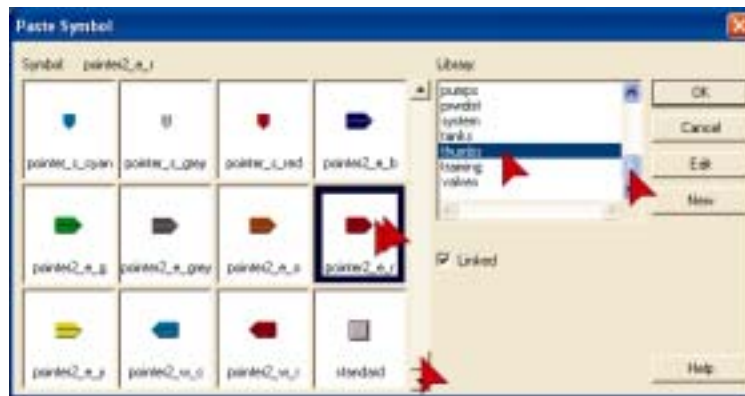 Paste Symbol
Symbol: pointer2_e_r
Library:
pumps
pwrdist
system
tanks
thumbs
training
valves
OK
Cancel
Edit
New
pointer_s_cyan pointer_s_grey pointer_s_red pointer2_e_b
pointer2_e_g pointer2_e_grey pointer2_e_o pointer2_e_r
Linked
pointer2_e_y pointer2_w_c pointer2_w_r standard
Help